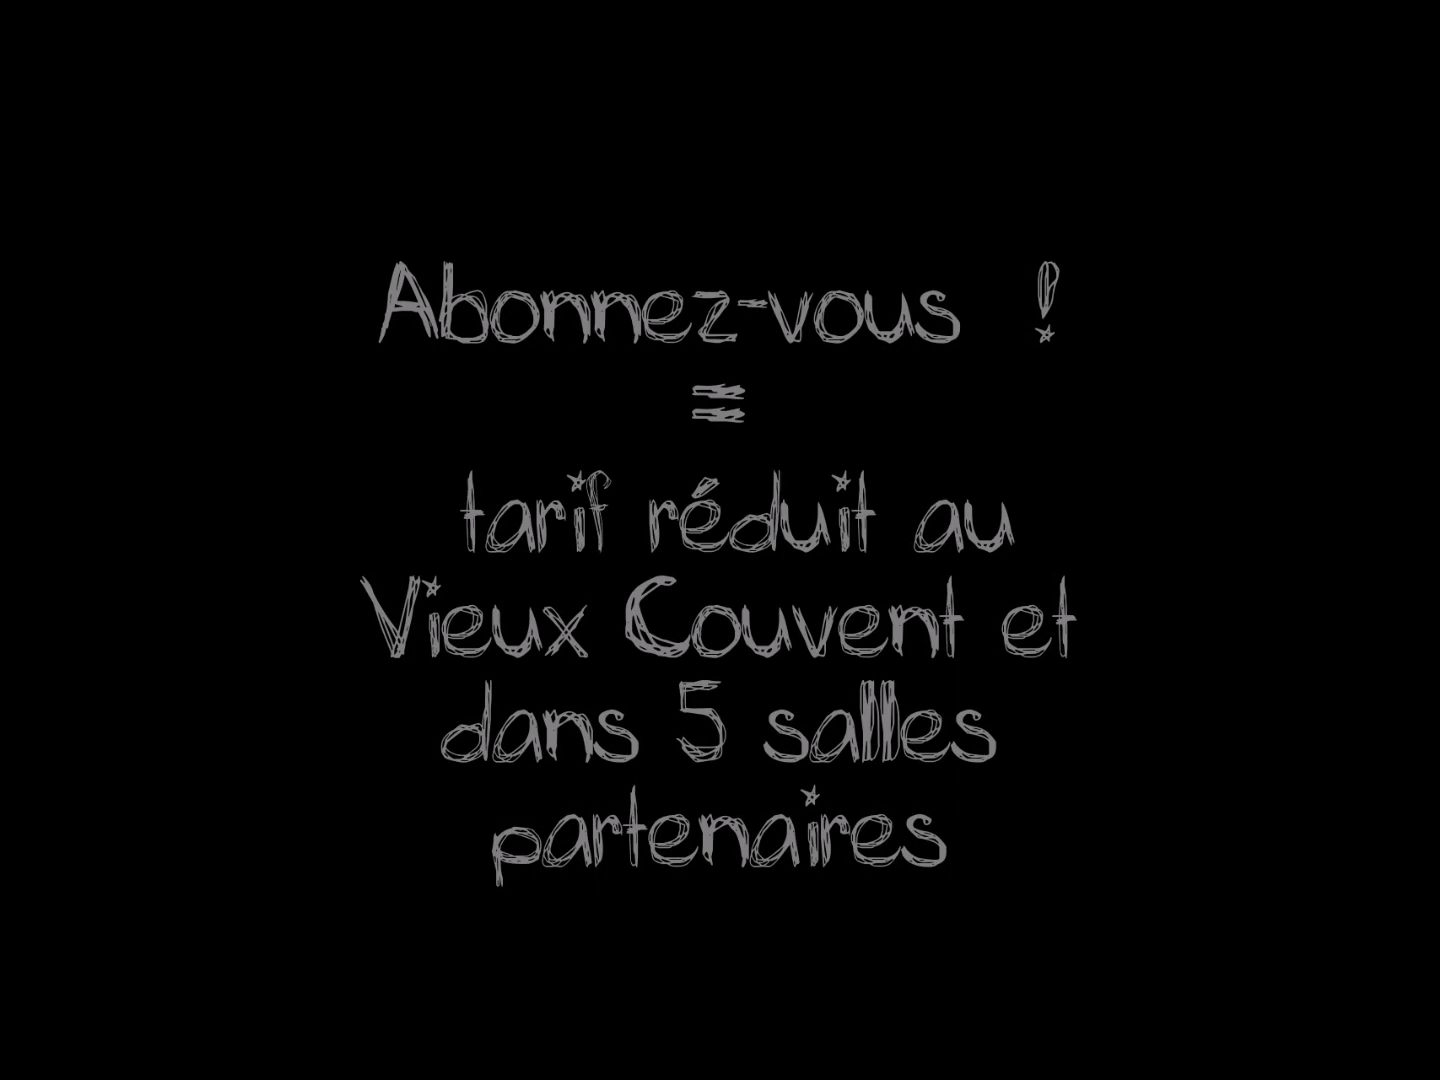 Abonnez-vous !
=
tarif réduit au
Vieux Couvent et
dans 5 salles
partenaires